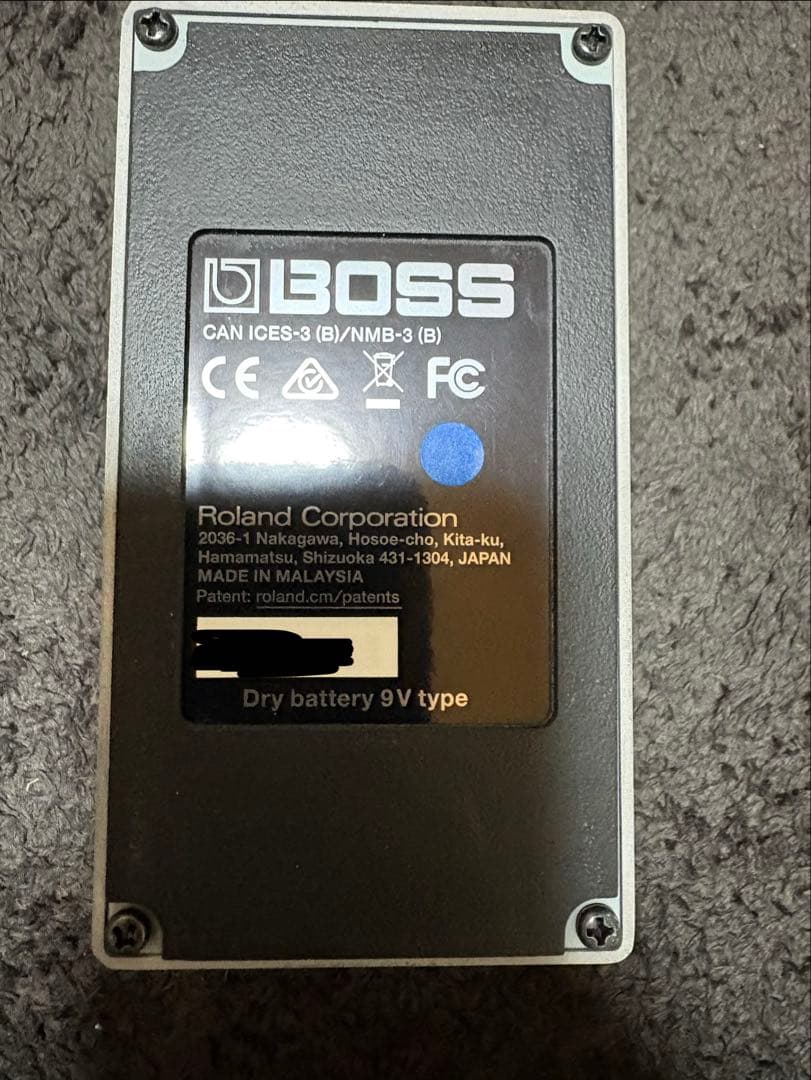 BOSS
CAN ICES-3 (B)/NMB-3 (B)
CE FC
Roland Corporation
2036-1 Nakagawa, Hosoe-cho, Kita-ku,
Hamamatsu, Shizuoka 431-1304, JAPAN
MADE IN MALAYSIA
Patent: roland.cm/patents
Dry battery 9V type